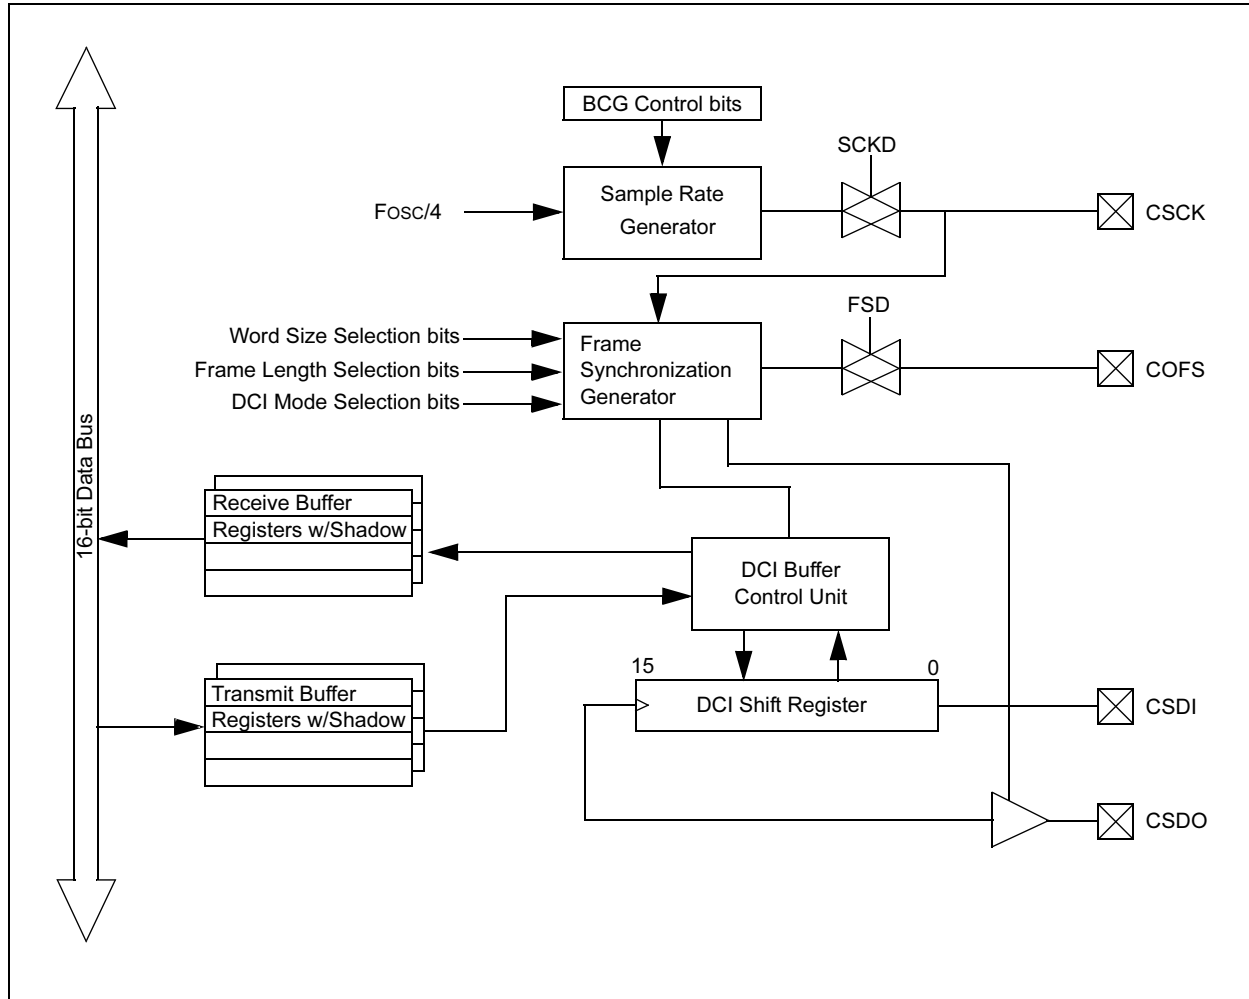 BCG Control bits
SCKD
Sample Rate
Generator
FOSC/4
CSCK
FSD
Word Size Selection bits
Frame
Synchronization
Generator
Frame Length Selection bits
COFS
DCI Mode Selection bits
16-bit Data Bus
Receive Buffer
Registers w/Shadow
DCI Buffer
Control Unit
15
0
Transmit Buffer
Registers w/Shadow
DCI Shift Register
CSDI
CSDO